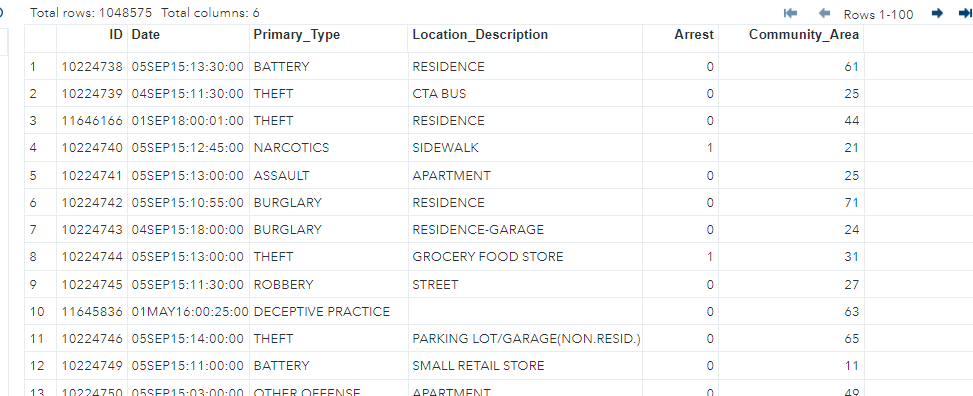 Total rows: 1048575 Total columns: 6 Rows 1-100
ID Date Primary_Type Location_Description Arrest Community_Area
1 10224738 05SEP15:13:30:00 BATTERY RESIDENCE 0 61
2 10224739 04SEP15:11:30:00 THEFT CTA BUS 0 25
3 11646166 01SEP18:00:01:00 THEFT RESIDENCE 0 44
4 10224740 05SEP15:12:45:00 NARCOTICS SIDEWALK 1 21
5 10224741 05SEP15:13:00:00 ASSAULT APARTMENT 0 25
6 10224742 05SEP15:10:55:00 BURGLARY RESIDENCE 0 71
7 10224743 04SEP15:18:00:00 BURGLARY RESIDENCE-GARAGE 0 24
8 10224744 05SEP15:13:00:00 THEFT GROCERY FOOD STORE 1 31
9 10224745 05SEP15:11:30:00 ROBBERY STREET 0 27
10 11645836 01MAY16:00:25:00 DECEPTIVE PRACTICE 0 63
11 10224746 05SEP15:14:00:00 THEFT PARKING LOT/GARAGE(NON.RESID.) 0 65
12 10224749 05SEP15:11:00:00 BATTERY SMALL RETAIL STORE 0 11
13 10224750 05SEP15:03:00:00 OTHER OFFENSE APARTMENT 0 49